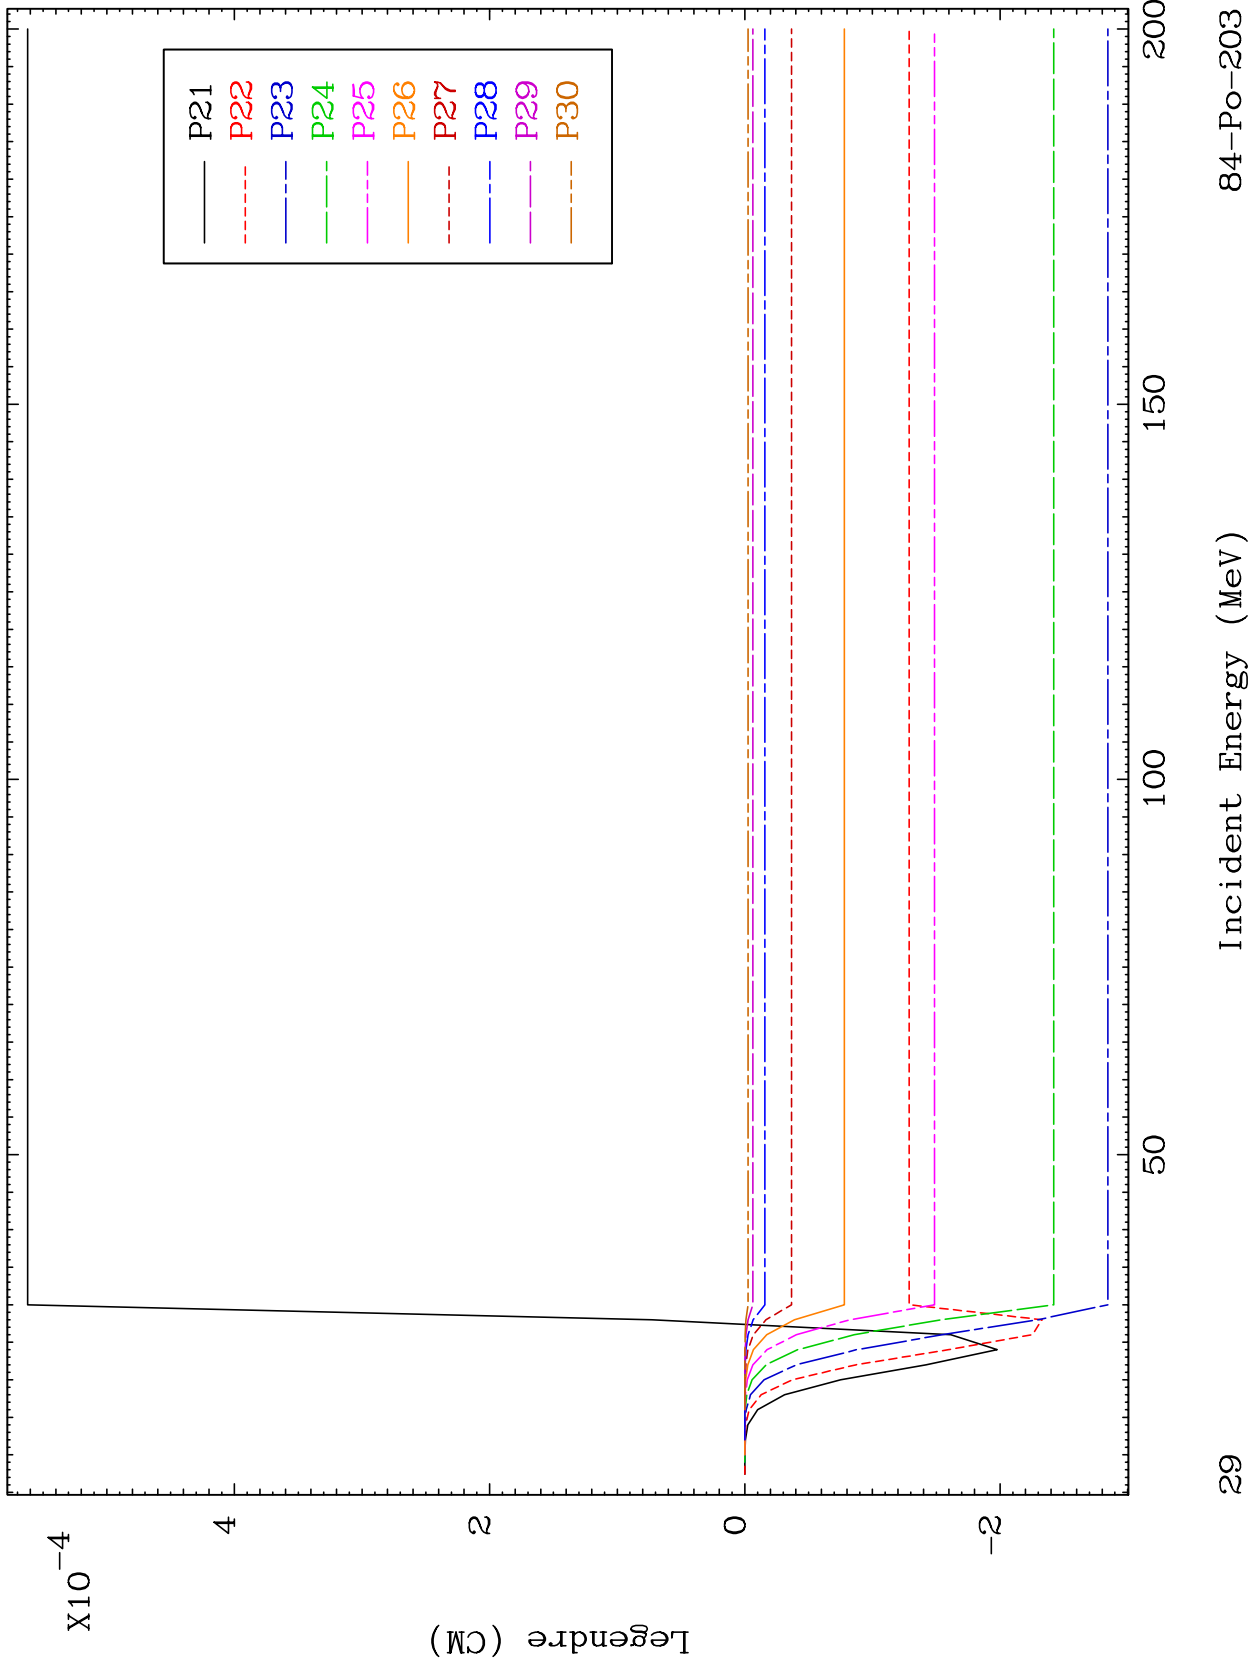 X10-4
Legendre (CM)
4
2
0
-2
P21
P22
P23
P24
P25
P26
P27
P28
P29
P30
50
100
150
200
Incident Energy (MeV)
29
84-Po-203